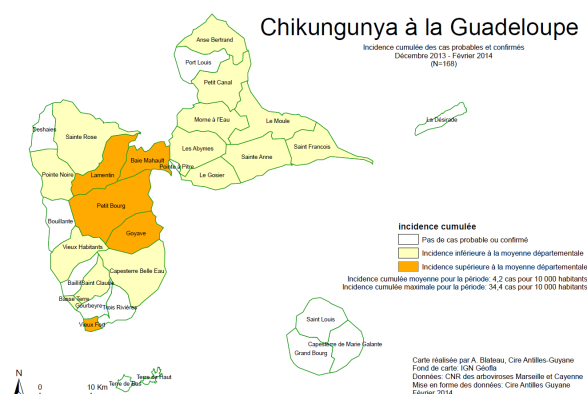 Chikungunya à la Guadeloupe
Incidence cumulée des cas probables et confirmés
Décembre 2013 - Février 2014
(N=168)
Anse Bertrand
Port Louis
Petit Canal
Morne à l'Eau
Le Moule
La Désirade
Deshaies
Sainte Rose
Les Abymes
Saint François
Baie Mahault
Sainte Anne
Pointe à Pitre
Pointe Noire
Lamentin
Le Gosier
Petit Bourg
Bouillante
Goyave
Vieux Habitants
Capesterre Belle Eau
Baillif
Saint Claude
Basse Terre
Gourbeyre
Trois Rivières
Vieux Fort
Saint Louis
Capesterre de Marie Galante
Grand Bourg
Terre de Haut
Terre de Bas
incidence cumulée
Pas de cas probable ou confirmé
Incidence inférieure à la moyenne départementale
Incidence supérieure à la moyenne départementale
Incidence cumulée moyenne pour la période: 4,2 cas pour 10 000 habitants
Incidence cumulée maximale pour la période: 34,4 cas pour 10 000 habitants
N
0 10 Km
Carte réalisée par A. Blateau, Cire Antilles-Guyane
Fond de carte: IGN Géofla
Données: CNR des arboviroses Marseille et Cayenne
Mise en forme des données: Cire Antilles Guyane
Février 2014